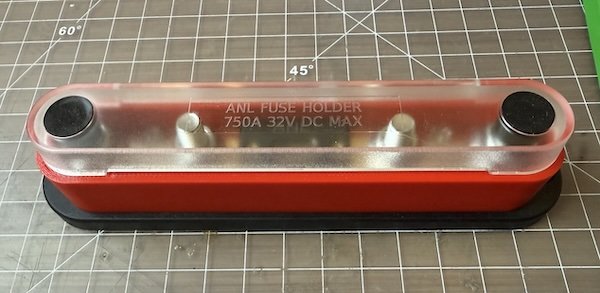 60°
45°
ANL FUSE HOLDER
750A 32V DC MAX